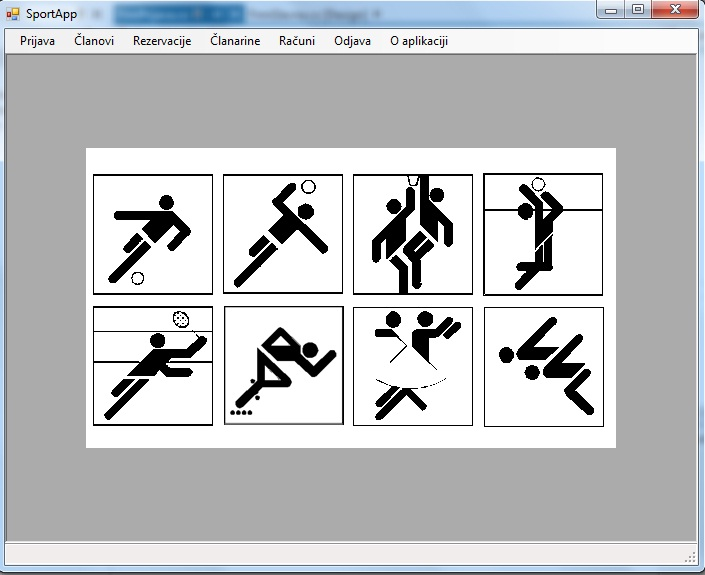 SportApp
Prijava Članovi Rezervacije Članarine Računi Odjava O aplikaciji